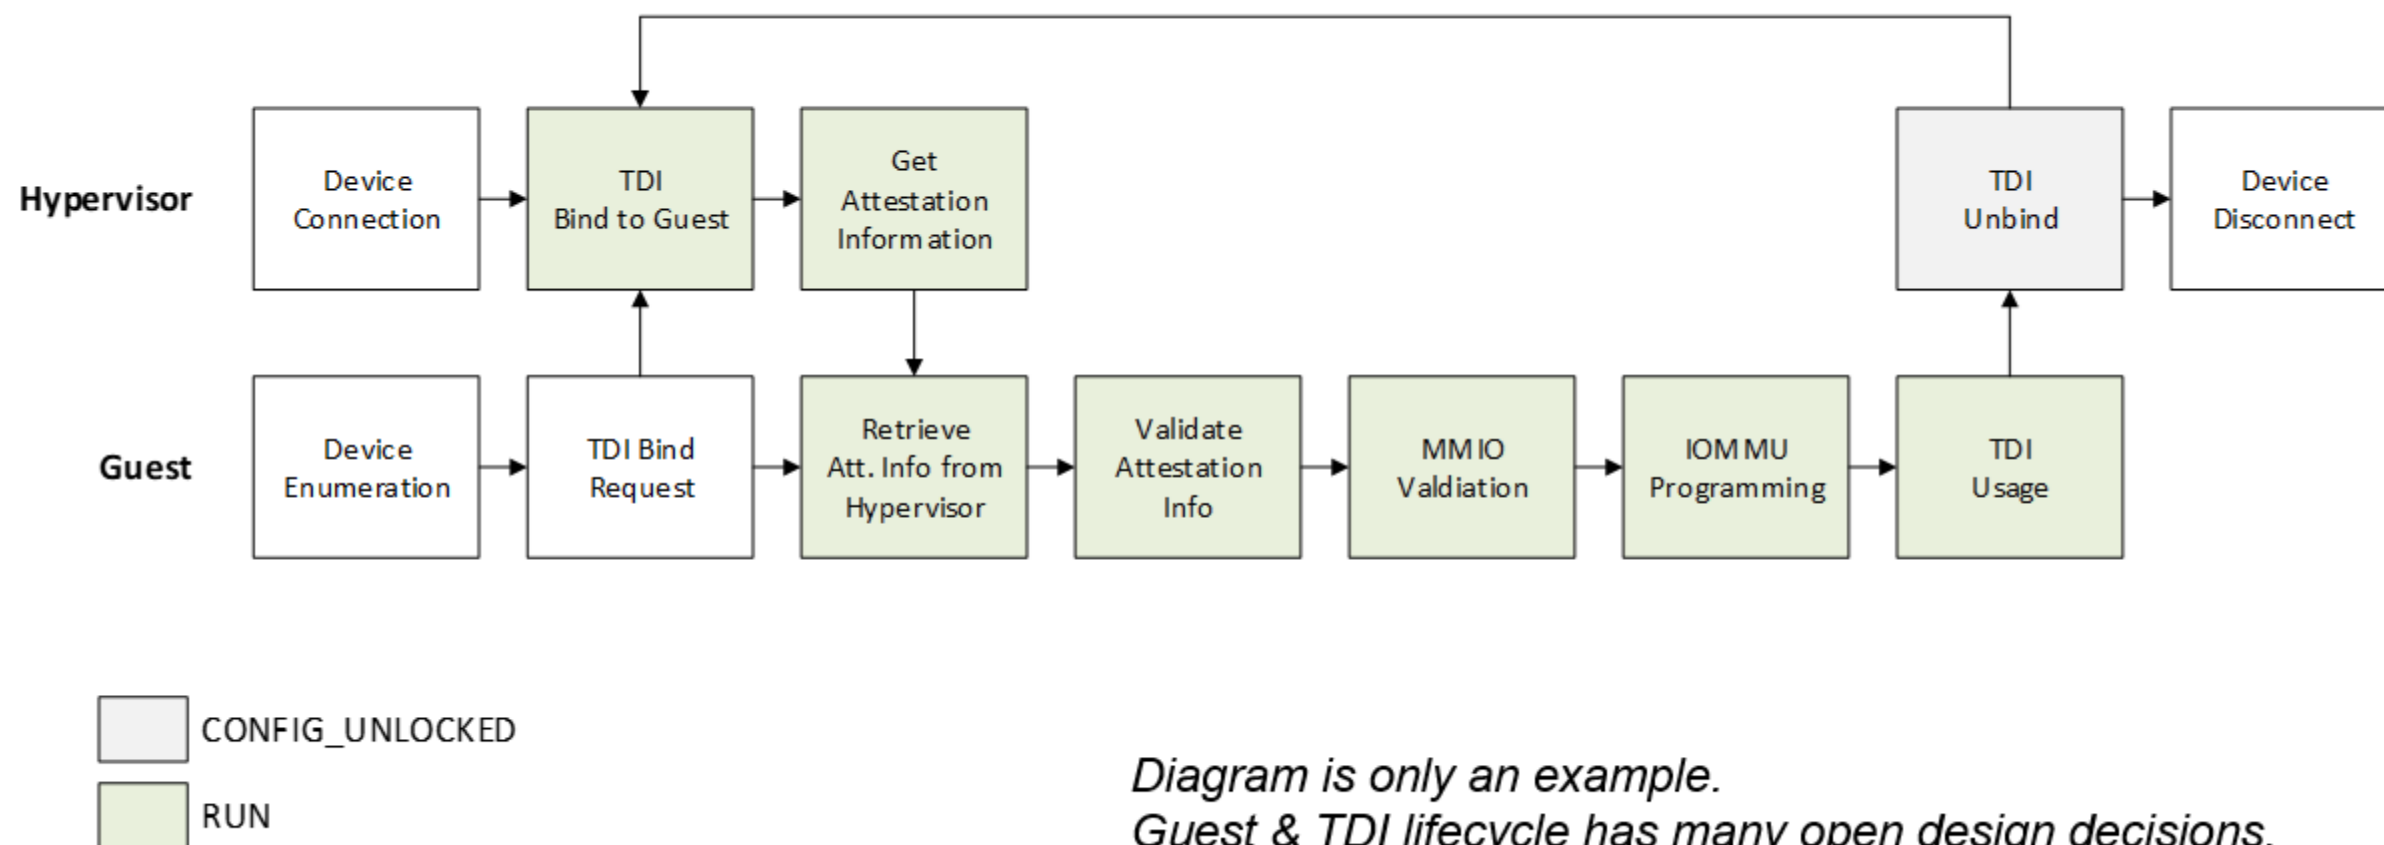 Hypervisor
Device
Connection
TDI
Bind to Guest
Get
Attestation
Information
TDI
Unbind
Device
Disconnect
Guest
Device
Enumeration
TDI Bind
Request
Retrieve
Att. Info from
Hypervisor
Validate
Attestation
Info
MMIO
Valdiation
IOMMU
Programming
TDI
Usage
CONFIG_UNLOCKED
RUN
Diagram is only an example.
Guest & TDI lifecycle has many open design decisions.